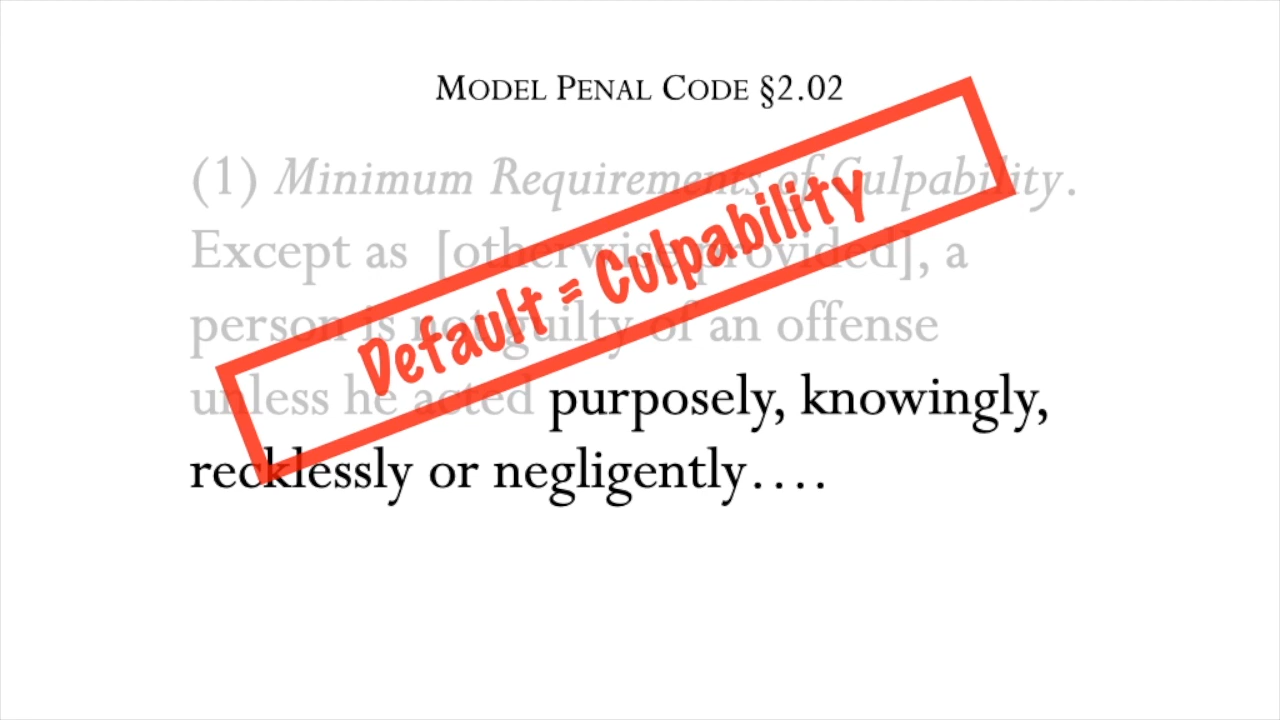 MODEL PENAL CODE §2.02
(1) Minimum Requirements of Culpability.
Except as [otherwise provided], a
person is not guilty of an offense
unless he acted purposely, knowingly,
recklessly or negligently….
Default = Culpability